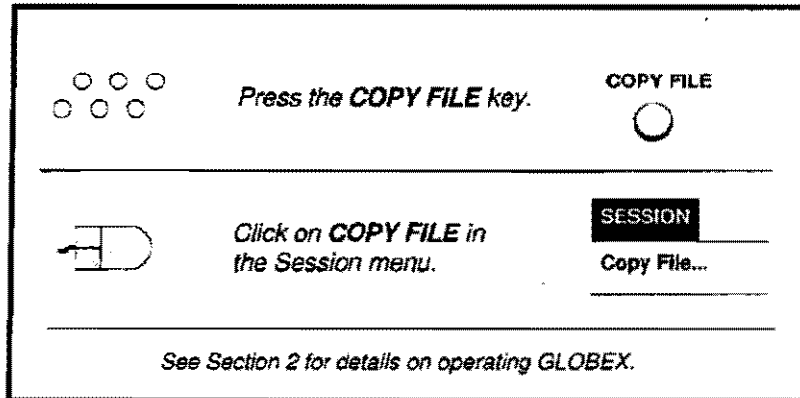 Press the COPY FILE key.
COPY FILE
Click on COPY FILE in
the Session menu.
SESSION
Copy File...
See Section 2 for details on operating GLOBEX.